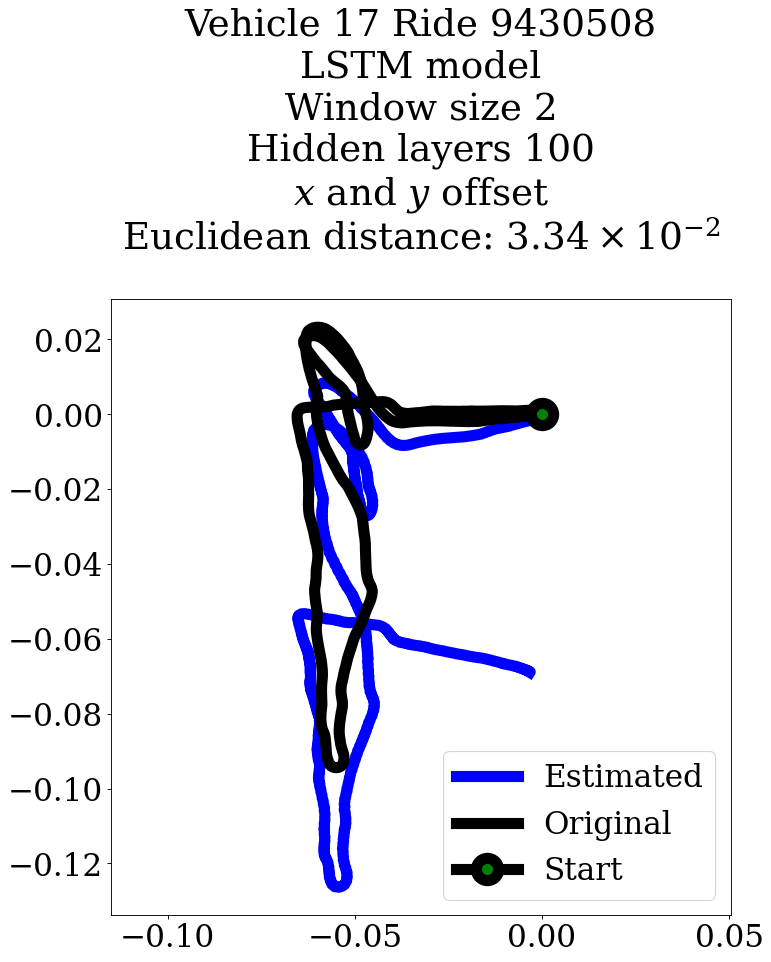 Vehicle 17 Ride 9430508
LSTM model
Window size 2
Hidden layers 100
x and y offset
Euclidean distance: 3.34 × 10⁻²
0.02
0.00
−0.02
−0.04
−0.06
−0.08
−0.10
−0.12
Estimated
Original
Start
−0.10 −0.05 0.00 0.05